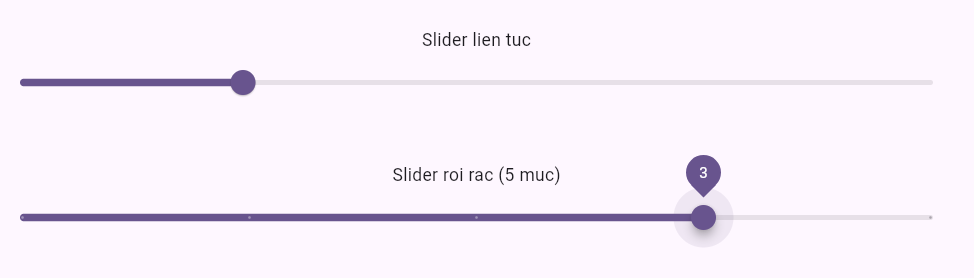 Slider lien tuc
Slider roi rac (5 muc)
3